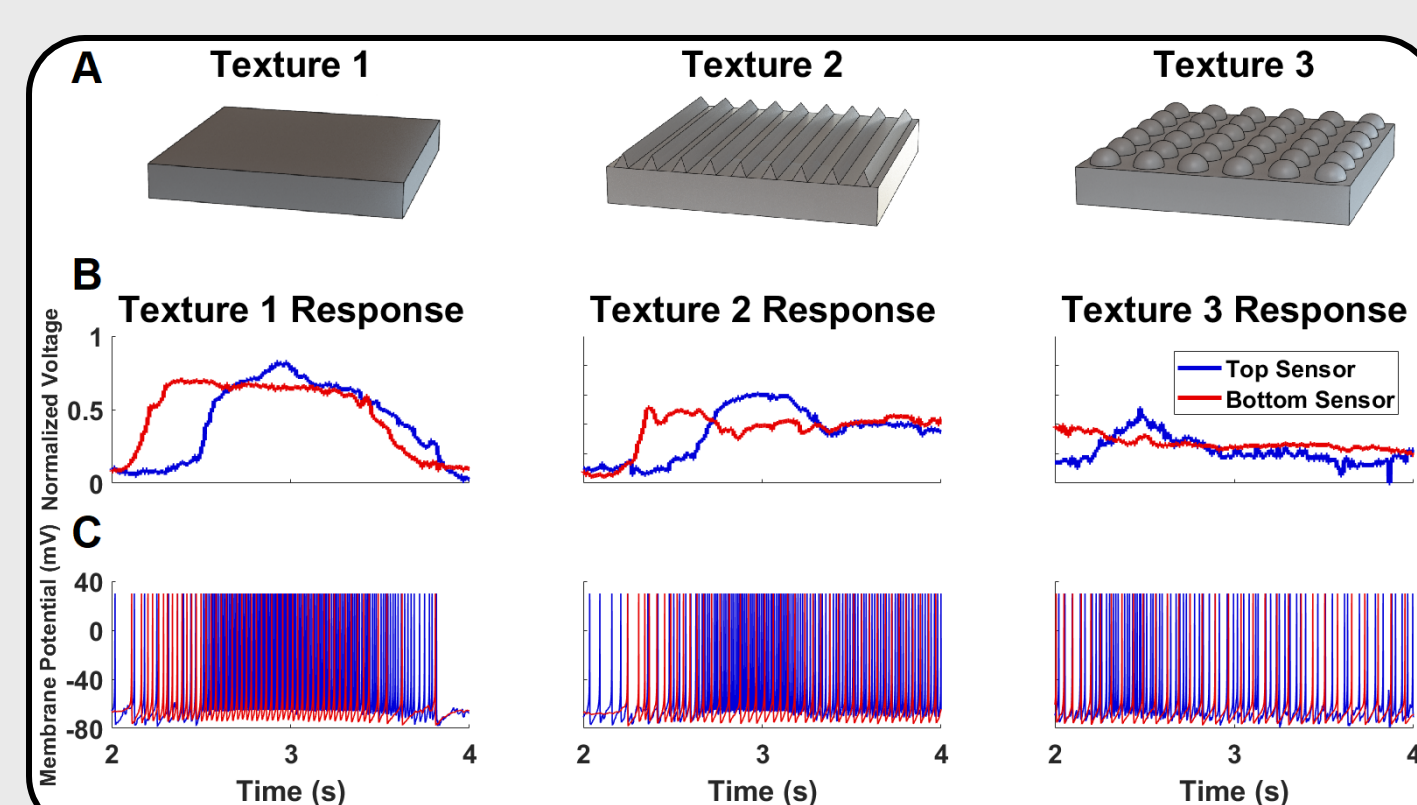 A
Texture 1
Texture 2
Texture 3
B
Texture 1 Response
Texture 2 Response
Texture 3 Response
Normalized Voltage
1
0.5
0
Top Sensor
Bottom Sensor
C
Membrane Potential (mV)
40
0
-40
-80
2
3
4
2
3
4
2
3
4
Time (s)
Time (s)
Time (s)